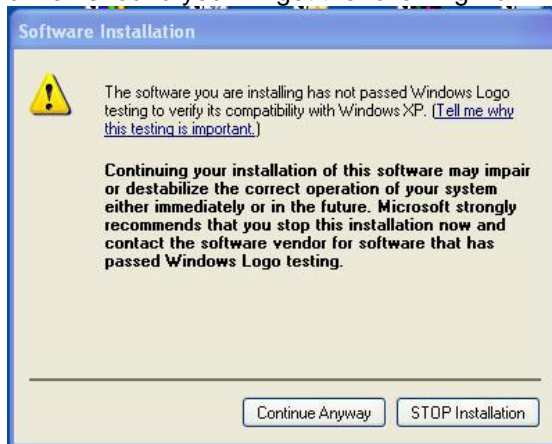 Software Installation
The software you are installing has not passed Windows Logo
testing to verify its compatibility with Windows XP. (Tell me why
this testing is important.)
Continuing your installation of this software may impair
or destabilize the correct operation of your system
either immediately or in the future. Microsoft strongly
recommends that you stop this installation now and
contact the software vendor for software that has
passed Windows Logo testing.
Continue Anyway
STOP Installation